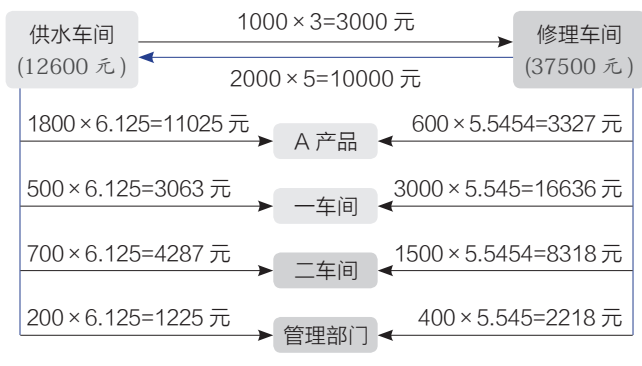 供水车间
(12600 元)
1000×3=3000 元
2000×5=10000 元
修理车间
(37500 元)
1800×6.125=11025 元
A 产品
600×5.5454=3327 元
500×6.125=3063 元
一车间
3000×5.545=16636 元
700×6.125=4287 元
二车间
1500×5.5454=8318 元
200×6.125=1225 元
管理部门
400×5.545=2218 元